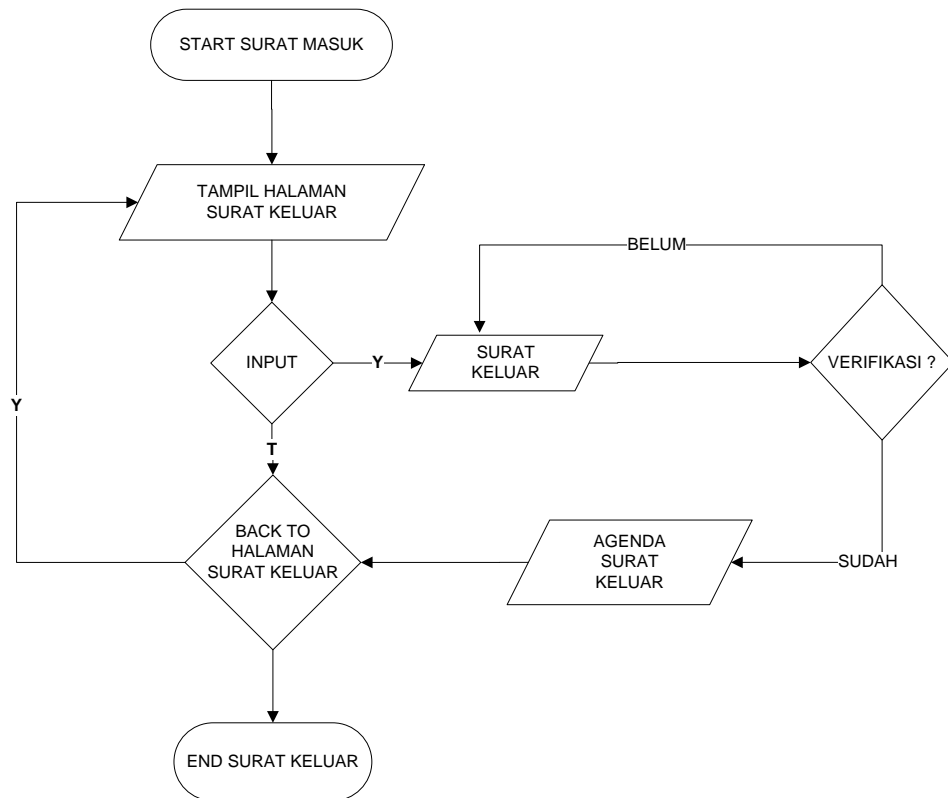 START SURAT MASUK
TAMPIL HALAMAN
SURAT KELUAR
BELUM
INPUT
Y
SURAT
KELUAR
VERIFIKASI ?
Y
T
BACK TO
HALAMAN
SURAT KELUAR
AGENDA
SURAT
KELUAR
SUDAH
END SURAT KELUAR